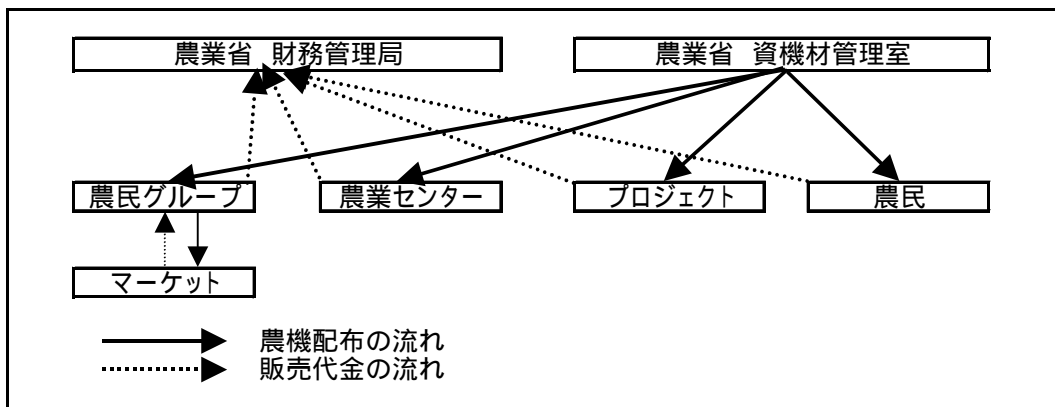 農業省 財務管理局
農業省 資機材管理室
農民グループ
農業センター
プロジェクト
農民
マーケット
農機配布の流れ
販売代金の流れ